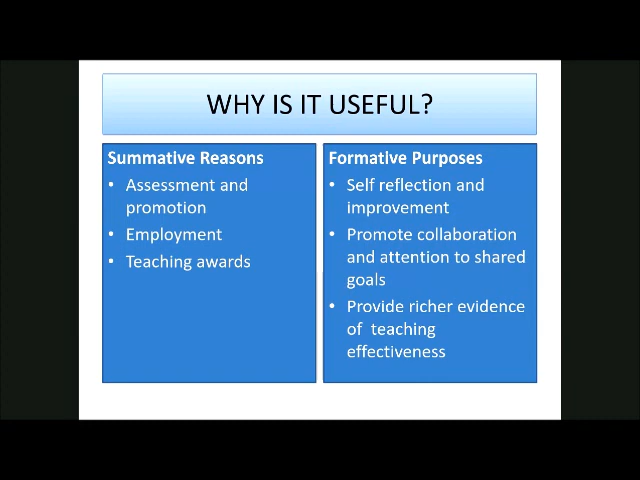 WHY IS IT USEFUL?
Summative Reasons
• Assessment and
promotion
• Employment
• Teaching awards
Formative Purposes
• Self reflection and
improvement
• Promote collaboration
and attention to shared
goals
• Provide richer evidence
of teaching
effectiveness